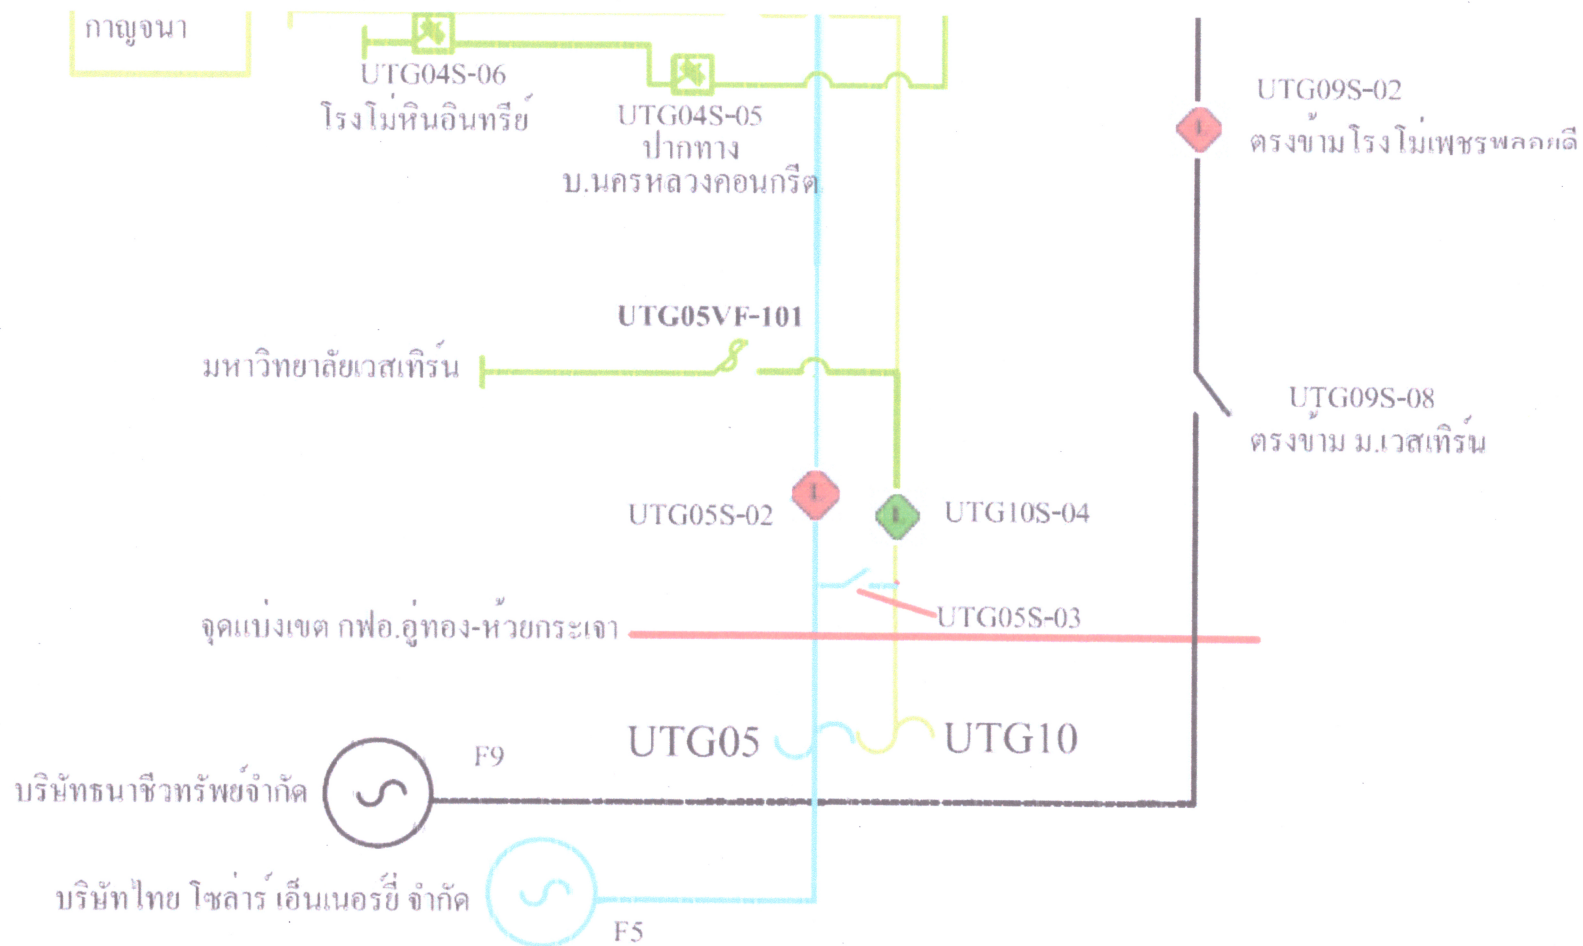 กาญจนา
UTG04S-06
โรงโม่หินอินทรีย์
UTG04S-05
ปากทาง
บ.นครหลวงคอนกรีต
UTG09S-02
L
ตรงข้ามโรงโม่เพชรพลอยดี
UTG05VF-101
มหาวิทยาลัยเวสเทิร์น
UTG09S-08
ตรงข้าม ม.เวสเทิร์น
L
UTG05S-02
L
UTG10S-04
UTG05S-03
จุดแบ่งเขต กฟอ.อู่ทอง-ห้วยกระเจา
UTG05
UTG10
F9
บริษัทธนาชีวทรัพย์จำกัด
บริษัทไทย โซล่าร์ เอ็นเนอร์ยี่ จำกัด
F5